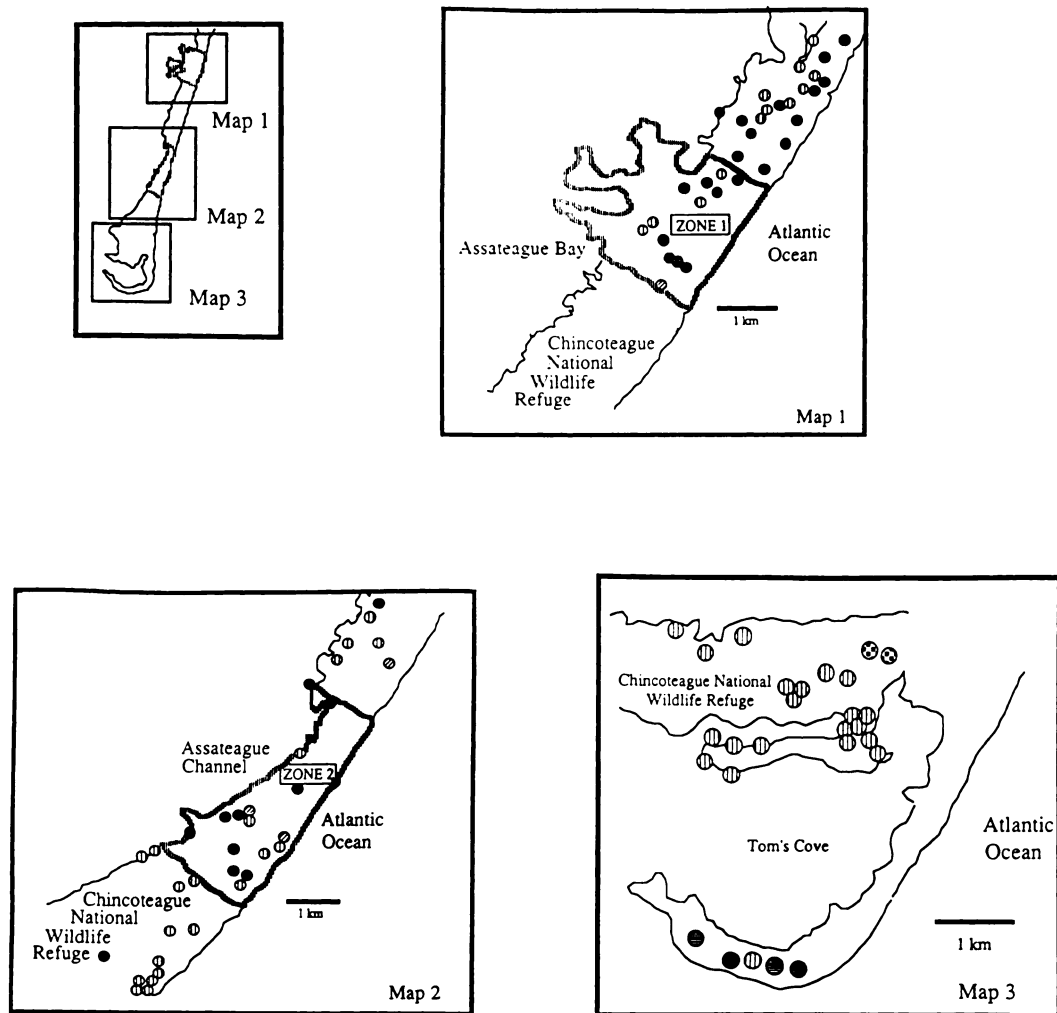 Map 1
Map 2
Map 3
ZONE 1
Assateague Bay
Atlantic
Ocean
1 km
Chincoteague
National
Wildlife
Refuge
Map 1
Assateague
Channel
ZONE 2
Atlantic
Ocean
Chincoteague
National
Wildlife
Refuge
1 km
Map 2
Chincoteague National
Wildlife Refuge
Tom's Cove
Atlantic
Ocean
1 km
Map 3